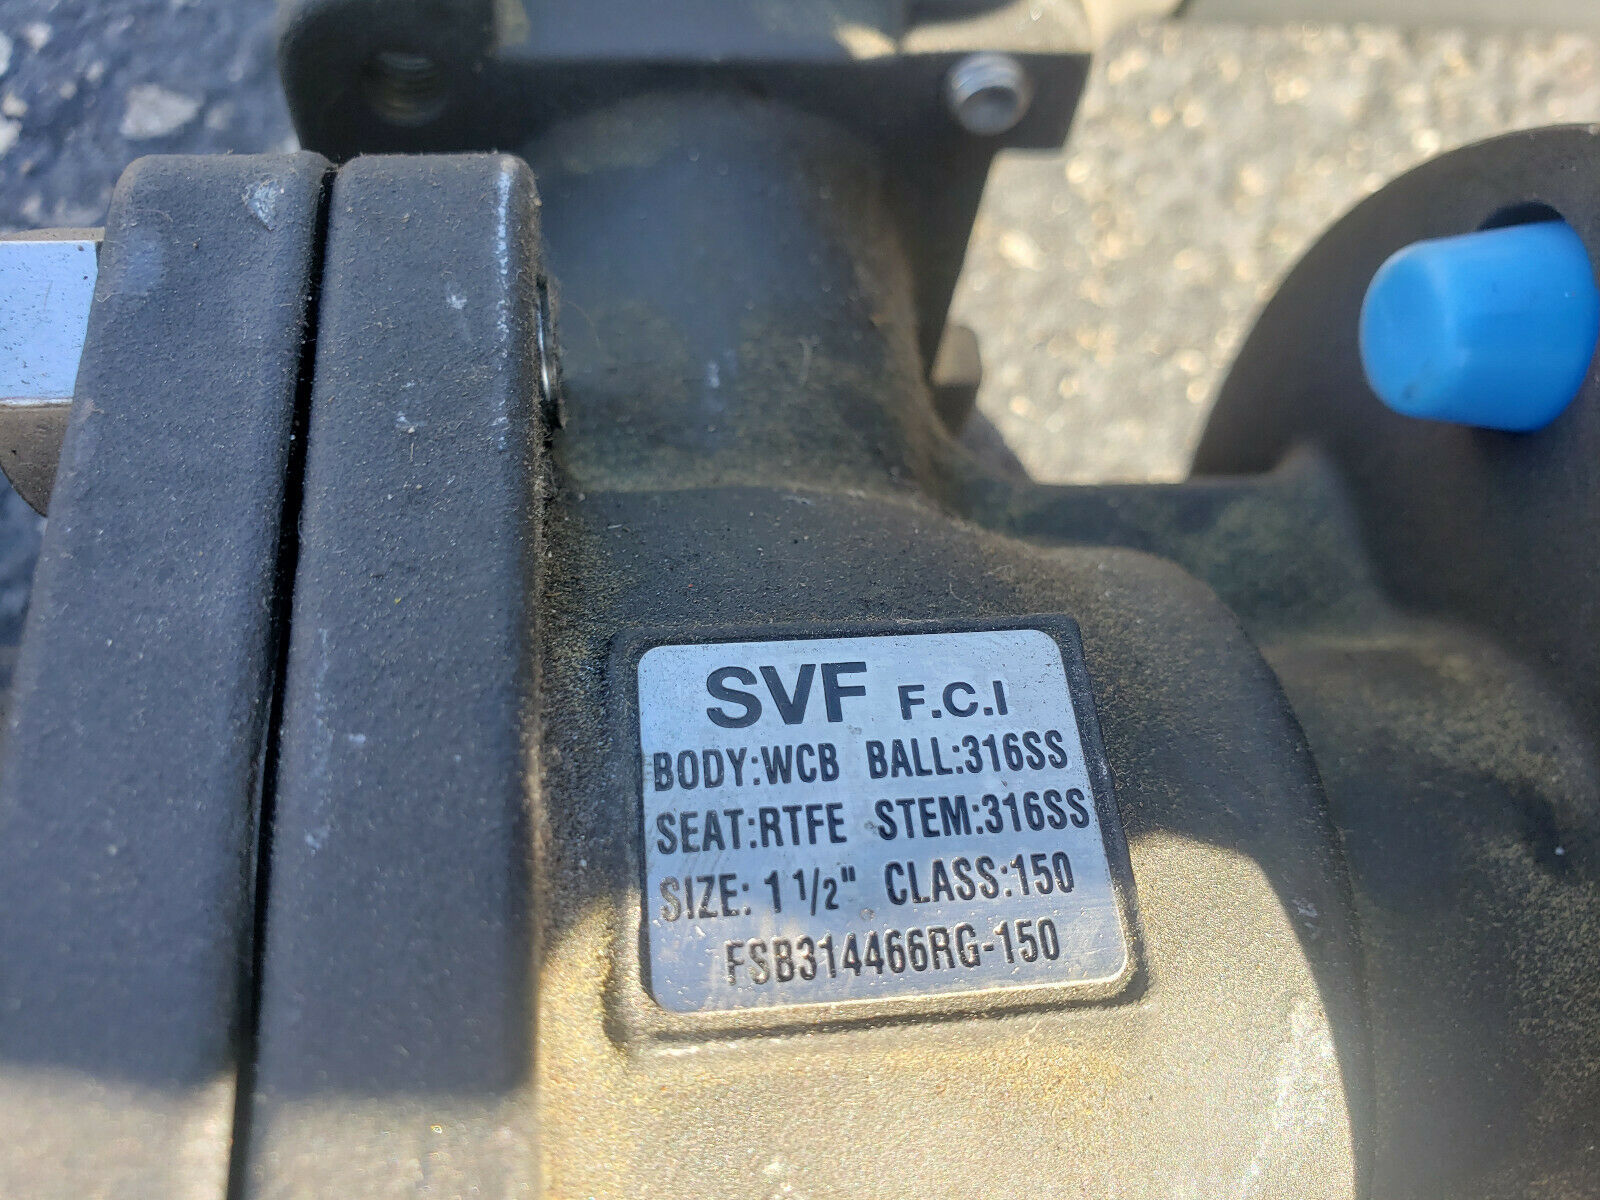 SVF F.C.I
BODY:WCB BALL:316SS
SEAT:RTFE STEM:316SS
SIZE: 1 1/2" CLASS:150
FSB314466RG-150